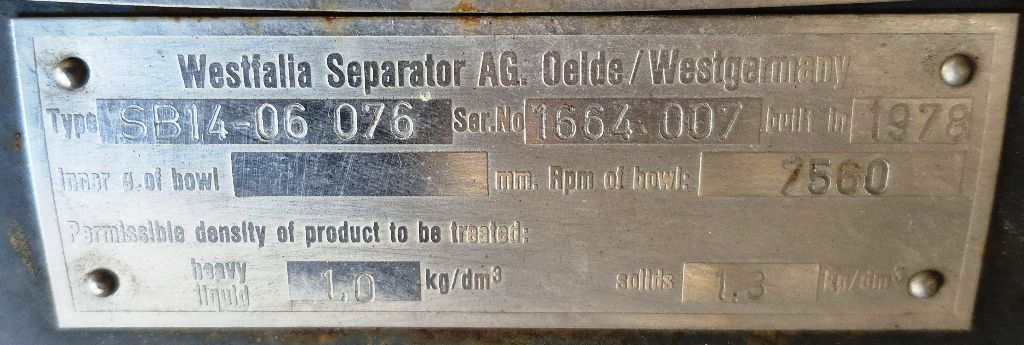 Westfalia Separator AG. Oelde/Westgermany
Type SB14-06 076 Ser.No 1664 007 built in 1978
Inner ø.of bowl mm. Rpm of bowl: 7560
Permissible density of product to be treated:
heavy liquid 1,0 kg/dm³ solids 1.3 kp/dm³